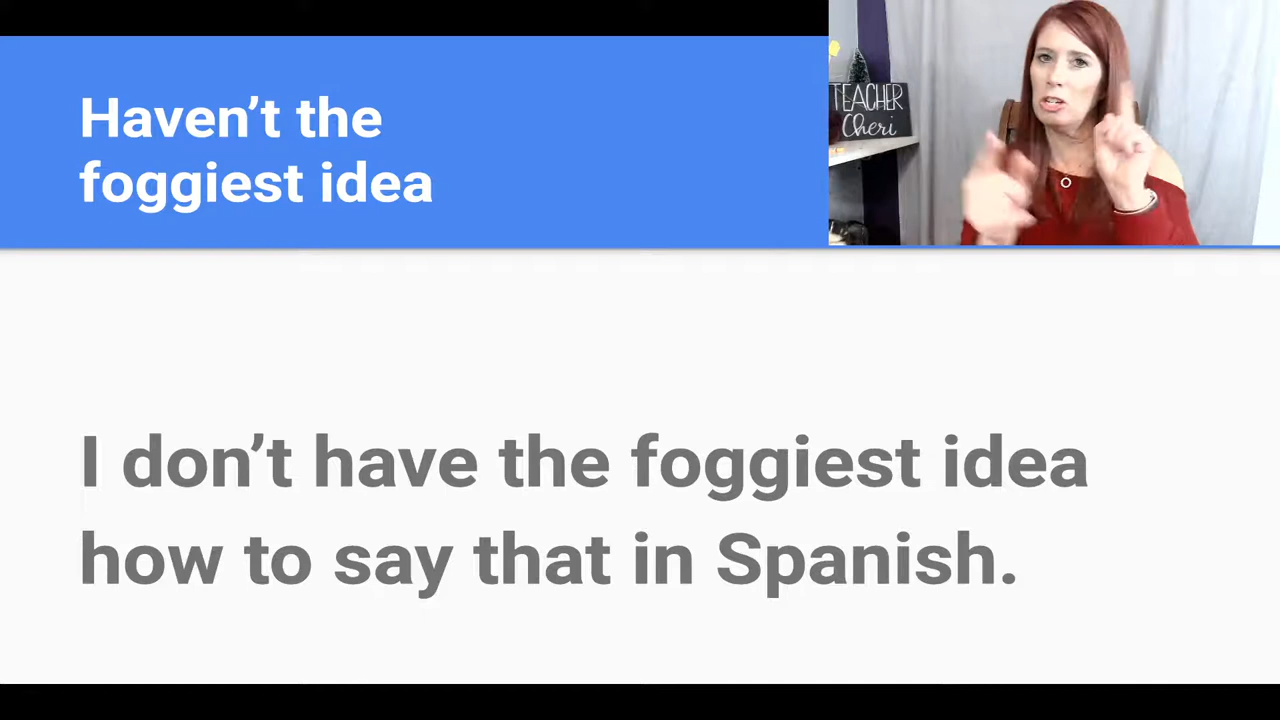 Haven’t the
foggiest idea
TEACHER
Cheri
I don’t have the foggiest idea
how to say that in Spanish.